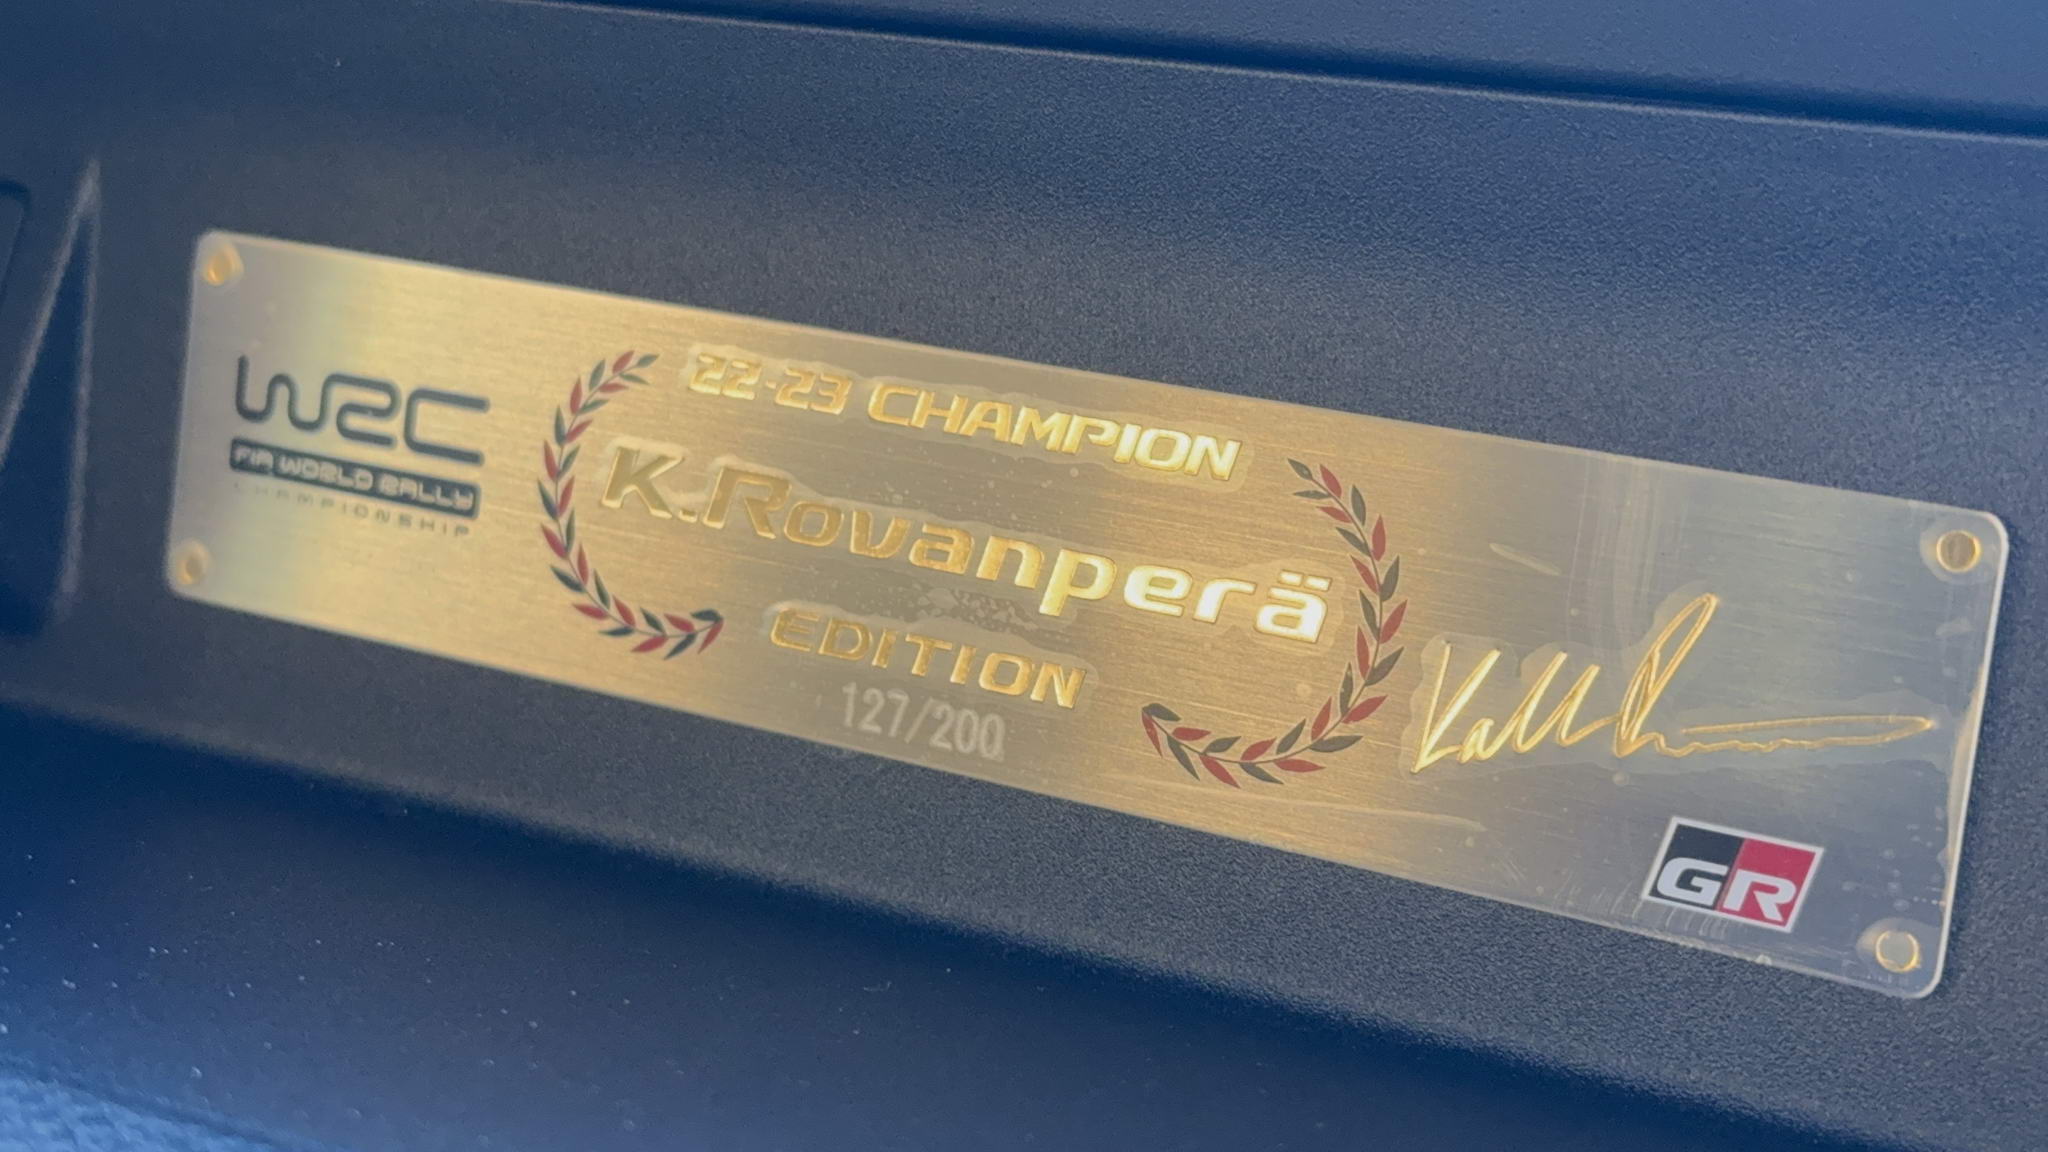 WRC
FIA WORLD RALLY
CHAMPIONSHIP
22-23 CHAMPION
K.Rovanperä
EDITION
127/200
GR